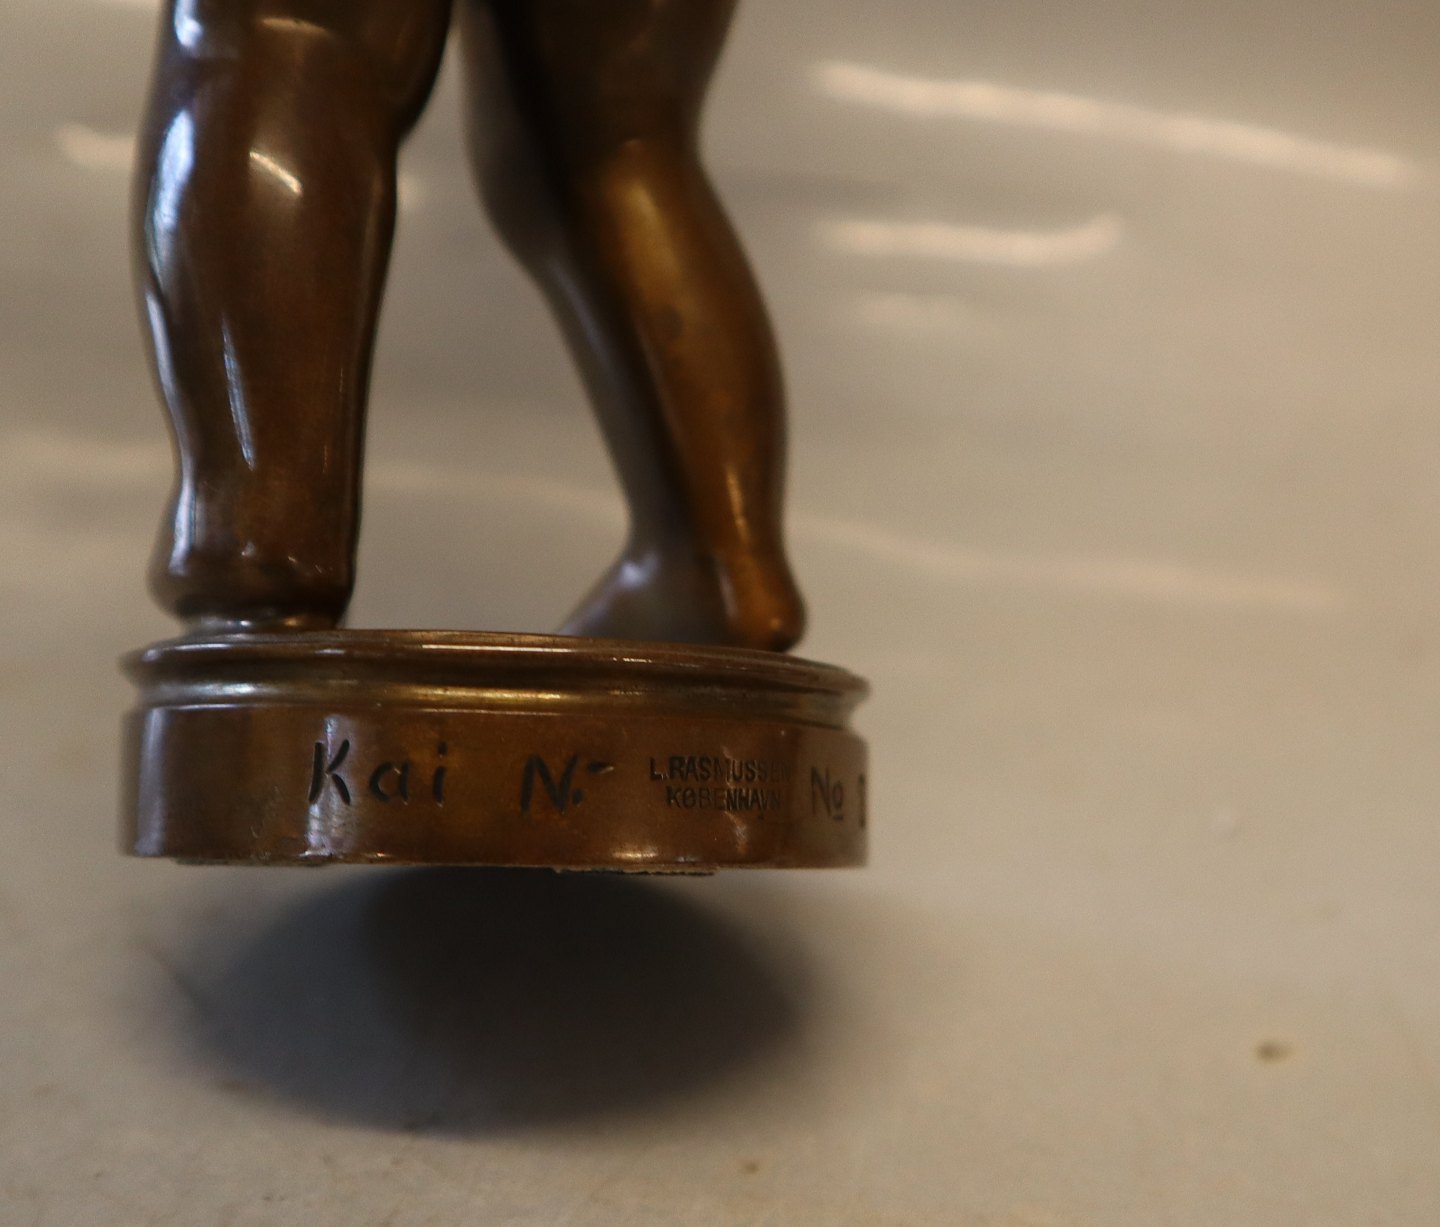 Kai N:-
L. RASMUSSEN
KØBENHAVN
No